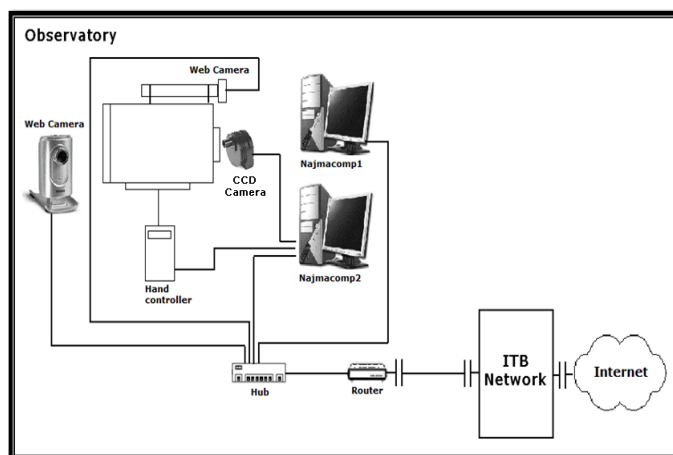 Observatory
Web Camera
Web Camera
CCD
Camera
Najmacomp1
Najmacomp2
Hand
controller
Hub
Router
ITB
Network
Internet